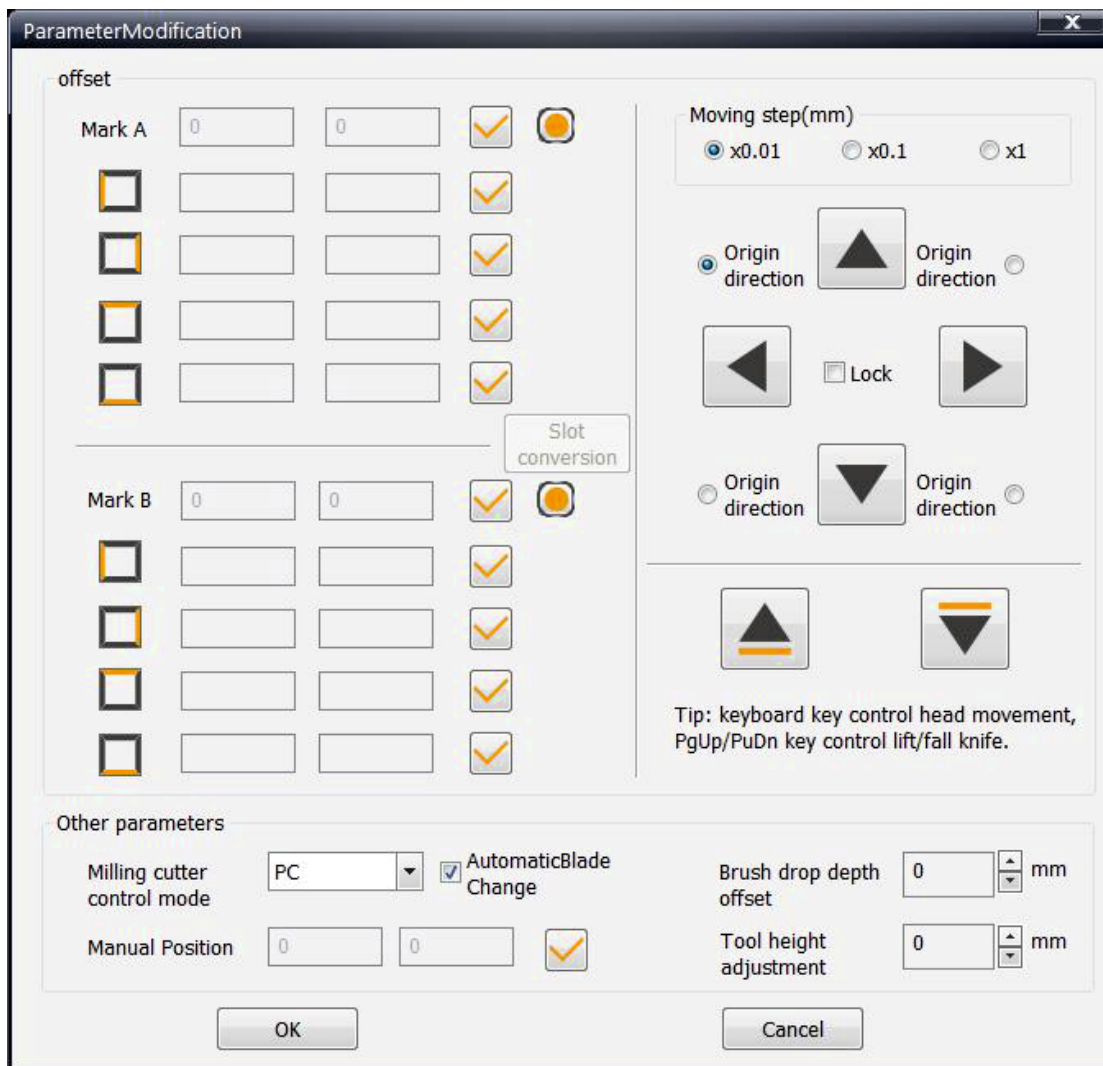 ParameterModification
X
offset
Mark A 0 0
Moving step(mm)
x0.01 x0.1 x1
Origin
direction
Origin
direction
Lock
Slot
conversion
Mark B 0 0
Origin
direction
Origin
direction
Tip: keyboard key control head movement,
PgUp/PuDn key control lift/fall knife.
Other parameters
Milling cutter
control mode
PC
AutomaticBlade
Change
Brush drop depth
offset
0 mm
Manual Position 0 0
Tool height
adjustment
0 mm
OK
Cancel